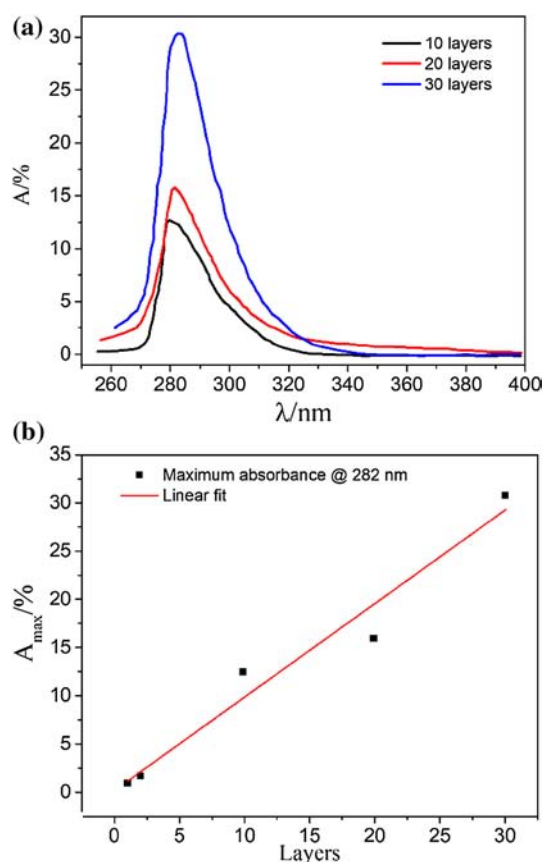 (a)
30
25
20
15
10
5
0
A/%
10 layers
20 layers
30 layers
260 280 300 320 340 360 380 400
λ/nm
(b)
35
30
25
20
15
10
5
0
Amax/%
Maximum absorbance @ 282 nm
Linear fit
0 5 10 15 20 25 30
Layers